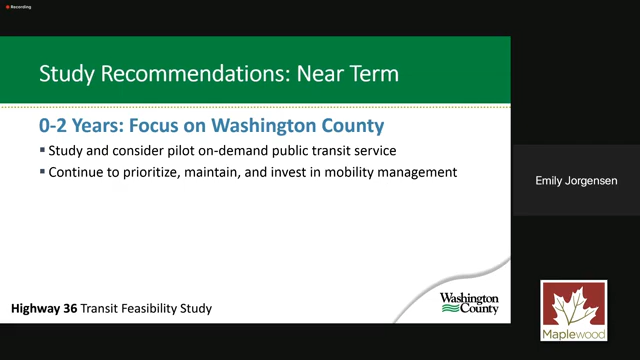 Recording
Study Recommendations: Near Term
0-2 Years: Focus on Washington County
Study and consider pilot on-demand public transit service
Continue to prioritize, maintain, and invest in mobility management
Emily Jorgensen
Highway 36 Transit Feasibility Study
Washington
County
Maplewood